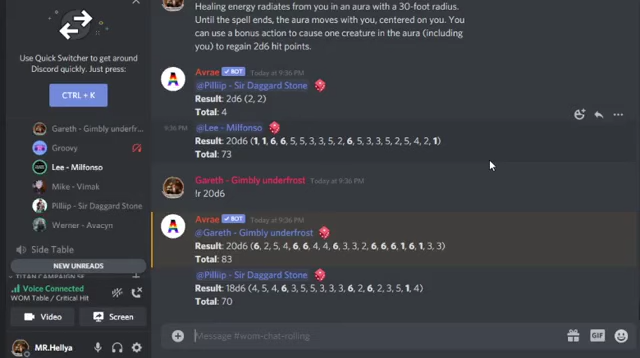 Use Quick Switcher to get around
Discord quickly. Just press:
CTRL + K
Gareth - Gimbly underfr...
Groovy
Lee - Milfonso
Mike - Vimak
Pilliip - Sir Daggard Stone
Werner - Avacyn
Side Table
NEW UNREADS
Voice Connected
WOM Table / Critical Hit
Video
Screen
MR.Hellya
Healing energy radiates from you in an aura with a 30-foot radius.
Until the spell ends, the aura moves with you, centered on you. You
can use a bonus action to cause one creature in the aura (including
you) to regain 2d6 hit points.
Avrae BOT Today at 9:36 PM
@Pilliip - Sir Daggard Stone
Result: 2d6 (2, 2)
Total: 4
9:36 PM @Lee - Milfonso
Result: 20d6 (1, 1, 6, 6, 5, 5, 3, 3, 5, 2, 6, 5, 3, 3, 5, 2, 5, 4, 2, 1)
Total: 73
Gareth - Gimbly underfrost Today at 9:36 PM
!r 20d6
Avrae BOT Today at 9:36 PM
@Gareth - Gimbly underfrost
Result: 20d6 (6, 2, 5, 4, 6, 6, 4, 4, 6, 3, 3, 2, 6, 6, 6, 1, 6, 1, 3, 3)
Total: 83
@Pilliip - Sir Daggard Stone
Result: 18d6 (4, 5, 4, 6, 3, 5, 5, 3, 3, 3, 6, 2, 6, 2, 3, 5, 1, 4)
Total: 70
Message #wom-chat-rolling
GIF